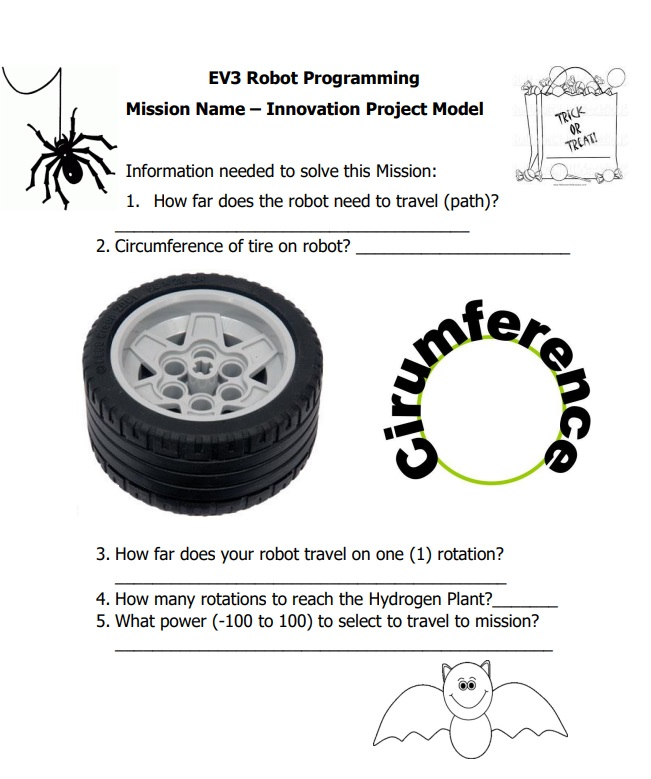 EV3 Robot Programming
Mission Name – Innovation Project Model
TRICK
OR
TREAT!
Information needed to solve this Mission:
1. How far does the robot need to travel (path)?
2. Circumference of tire on robot?
Cirumference
3. How far does your robot travel on one (1) rotation?
4. How many rotations to reach the Hydrogen Plant?
5. What power (-100 to 100) to select to travel to mission?